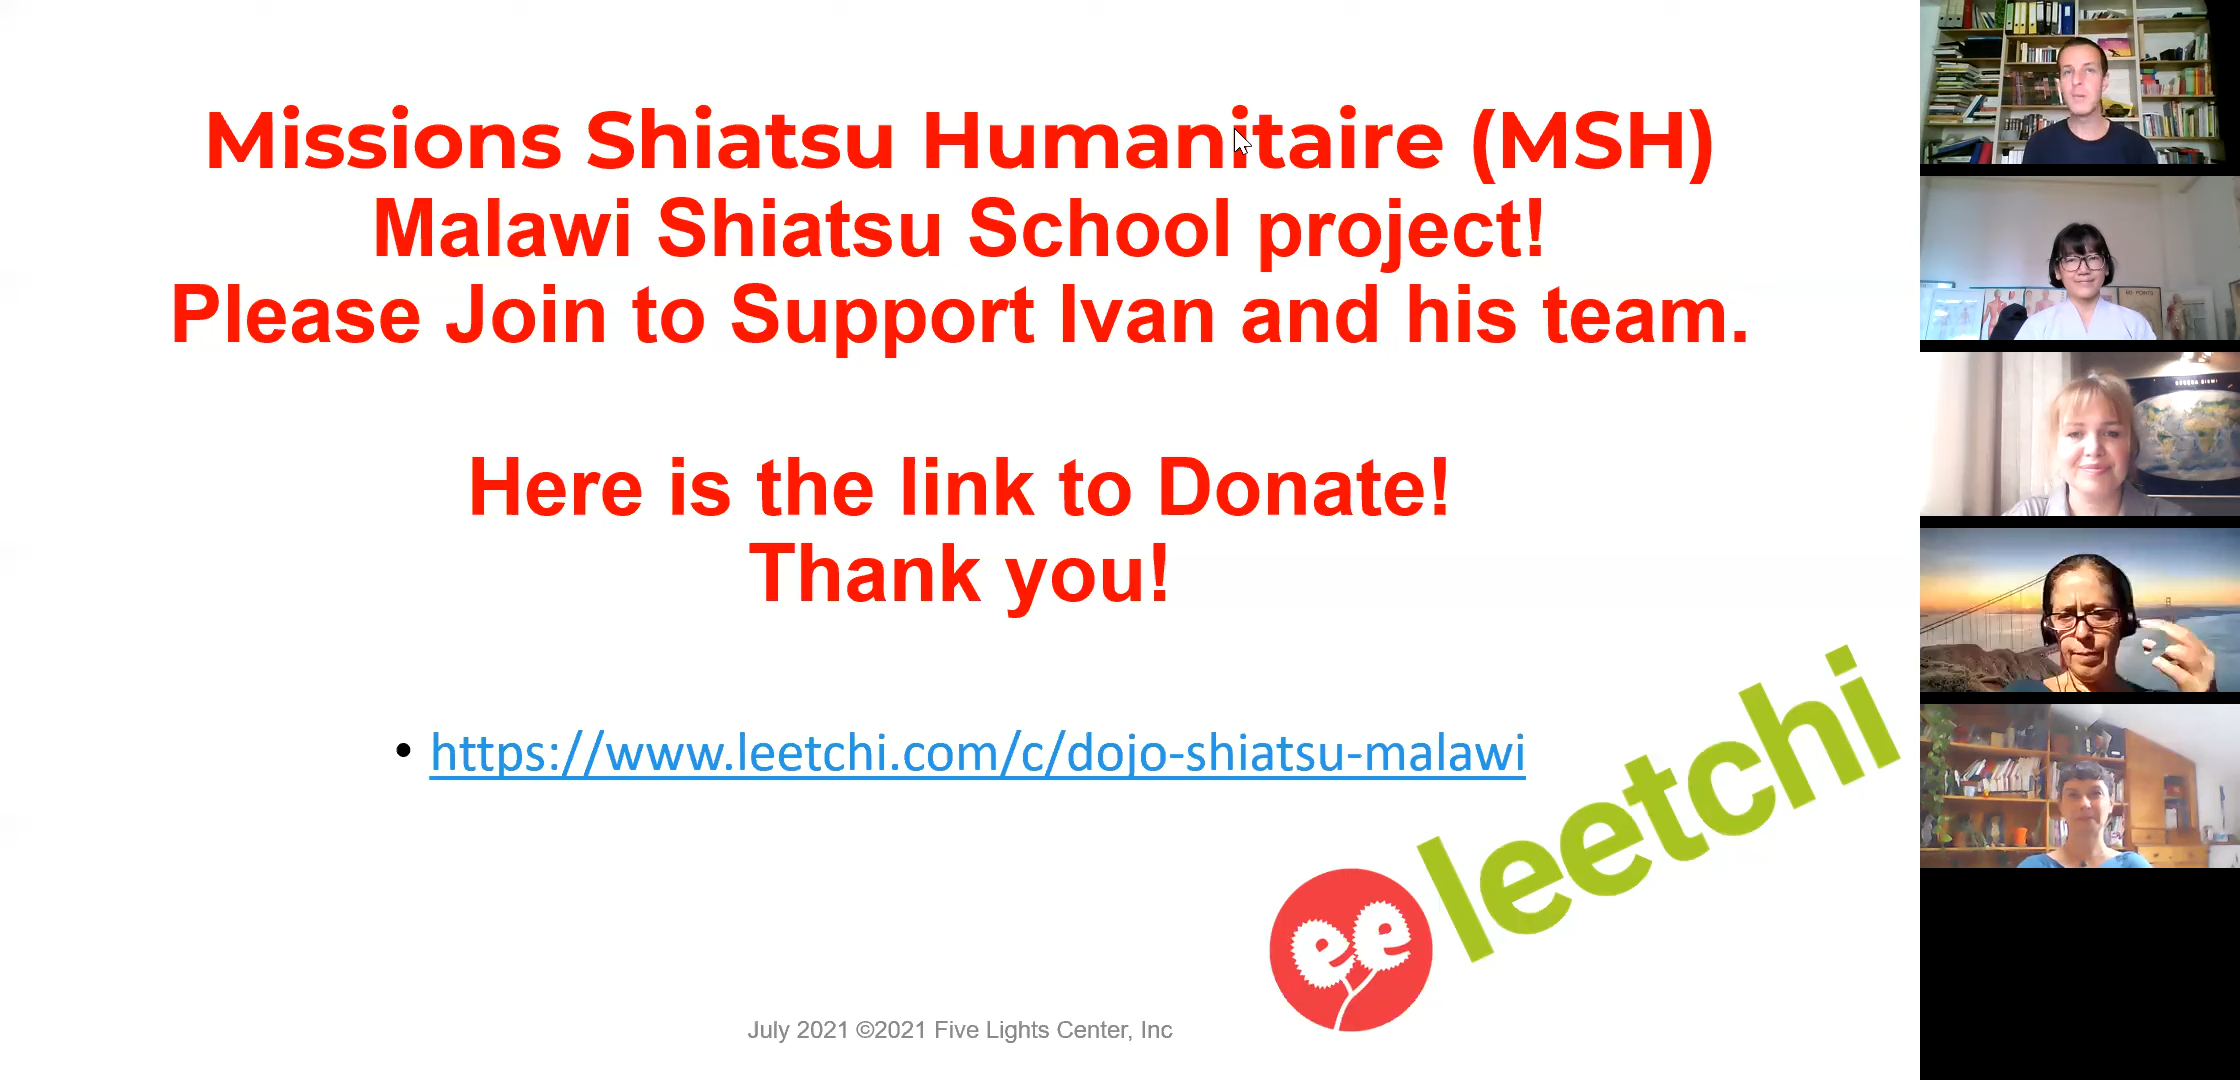 Missions Shiatsu Humanitaire (MSH)
Malawi Shiatsu School project!
Please Join to Support Ivan and his team.
Here is the link to Donate!
Thank you!
• https://www.leetchi.com/c/dojo-shiatsu-malawi
ee
leetchi
July 2021 ©2021 Five Lights Center, Inc